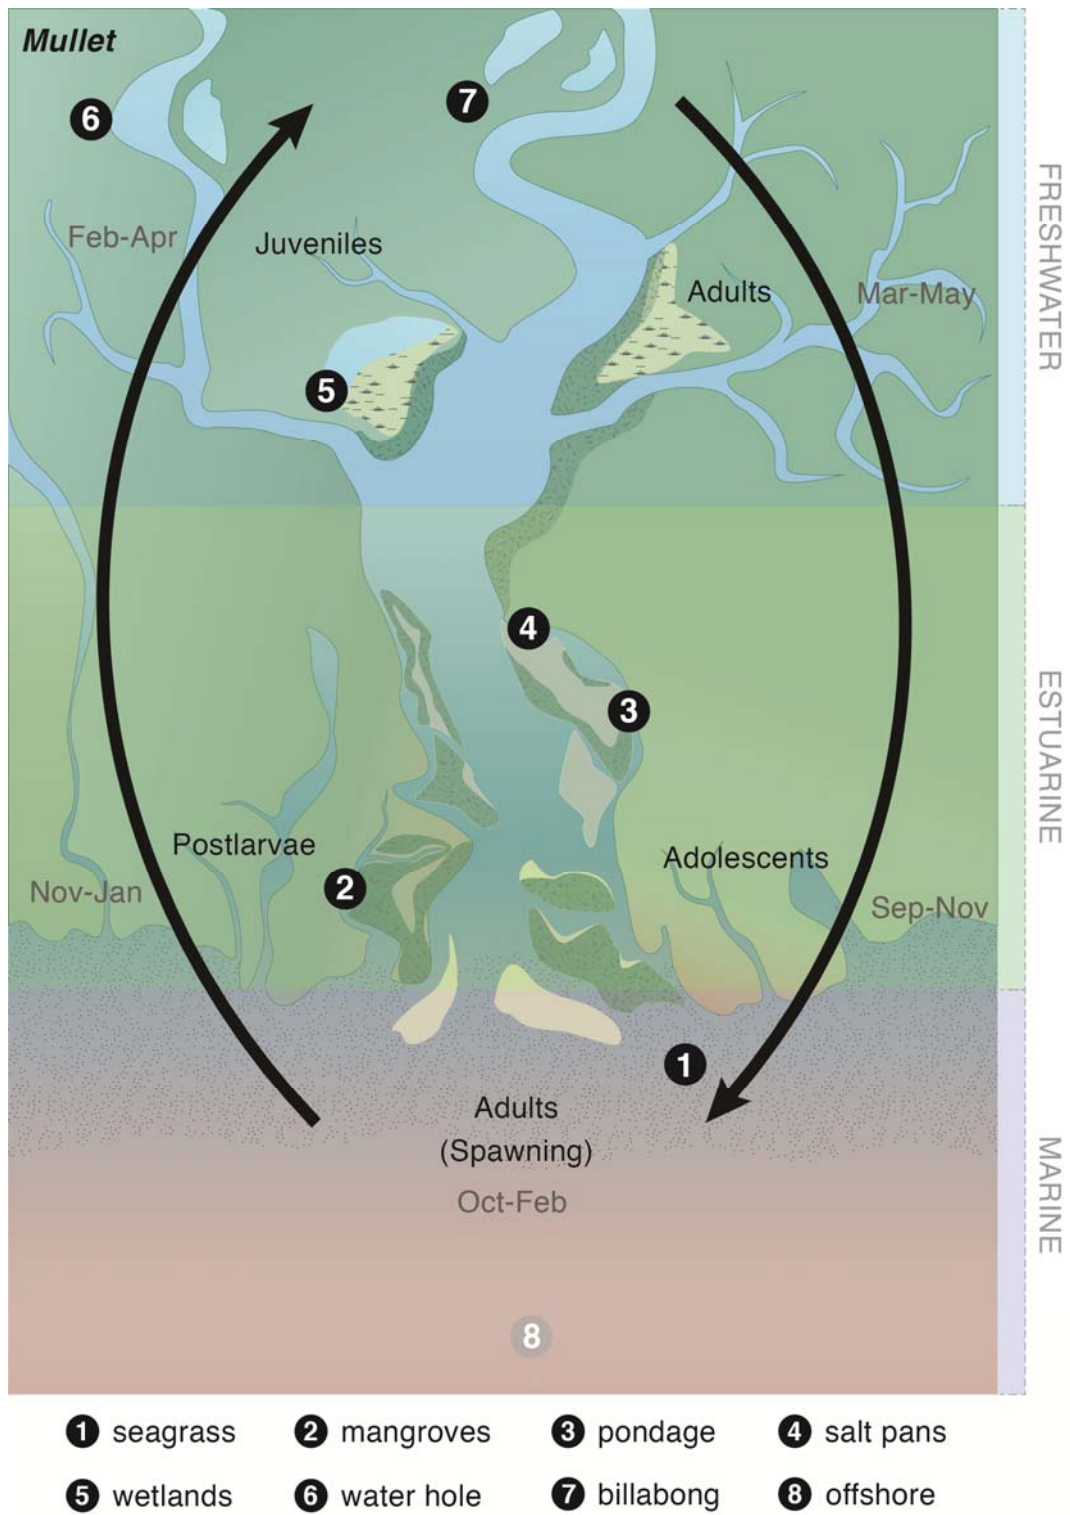 Mullet
6
7
FRESHWATER
Feb-Apr
Juveniles
Adults
Mar-May
5
4
3
ESTUARINE
Postlarvae
Adolescents
2
Nov-Jan
Sep-Nov
1
Adults
(Spawning)
Oct-Feb
MARINE
8
1 seagrass 2 mangroves 3 pondage 4 salt pans
5 wetlands 6 water hole 7 billabong 8 offshore